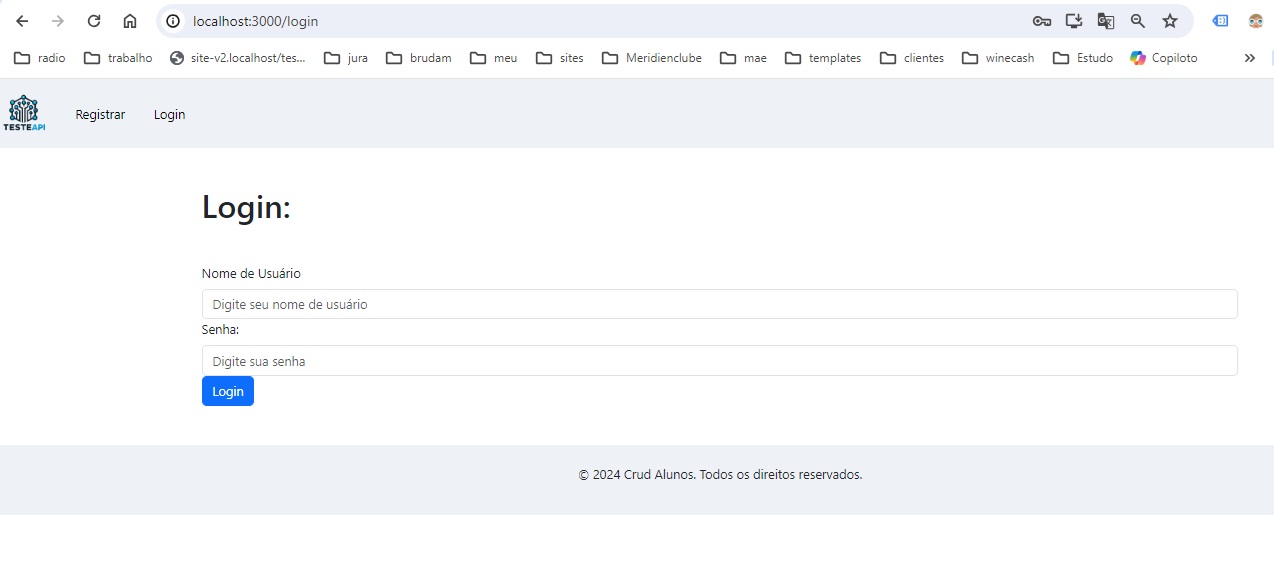 localhost:3000/login
radio trabalho site-v2.localhost/tes... jura brudam meu sites Meridienclube mae templates clientes winecash Estudo Copiloto
TESTEAPI Registrar Login
Login:
Nome de Usuário
Digite seu nome de usuário
Senha:
Digite sua senha
Login
© 2024 Crud Alunos. Todos os direitos reservados.